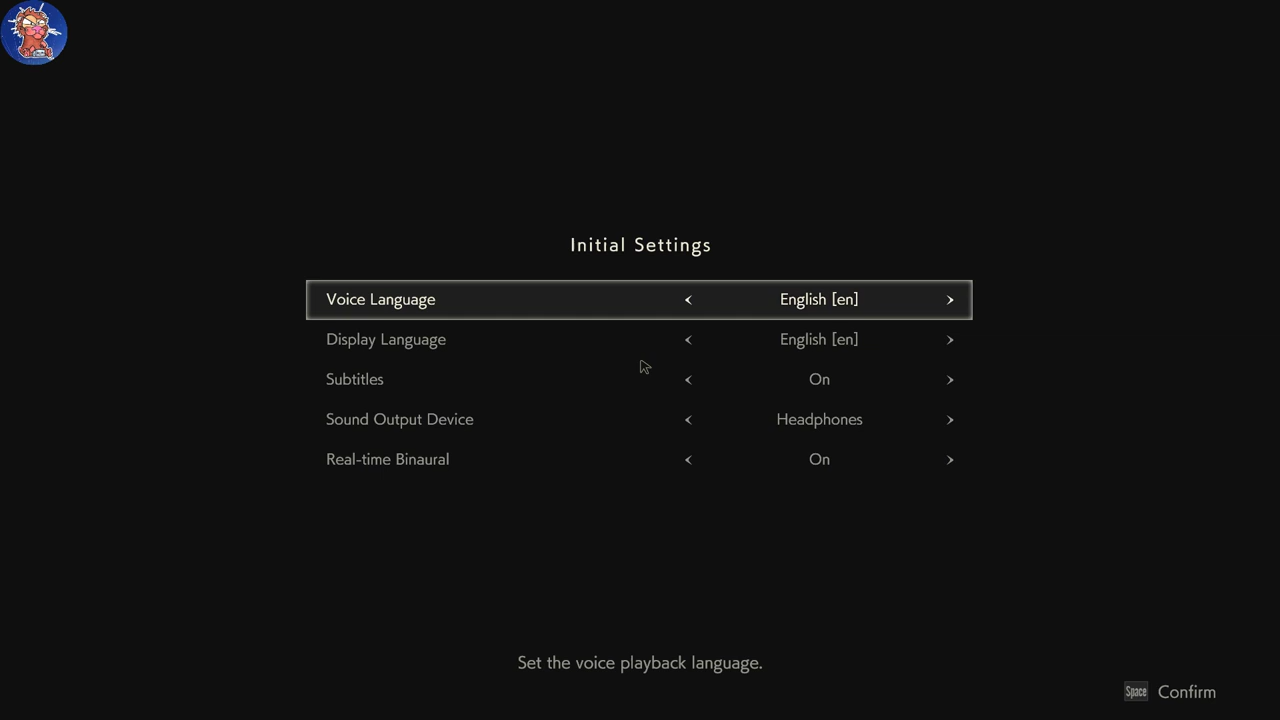 Initial Settings
Voice Language < English [en] >
Display Language < English [en] >
Subtitles < On >
Sound Output Device < Headphones >
Real-time Binaural < On >
Set the voice playback language.
Space Confirm